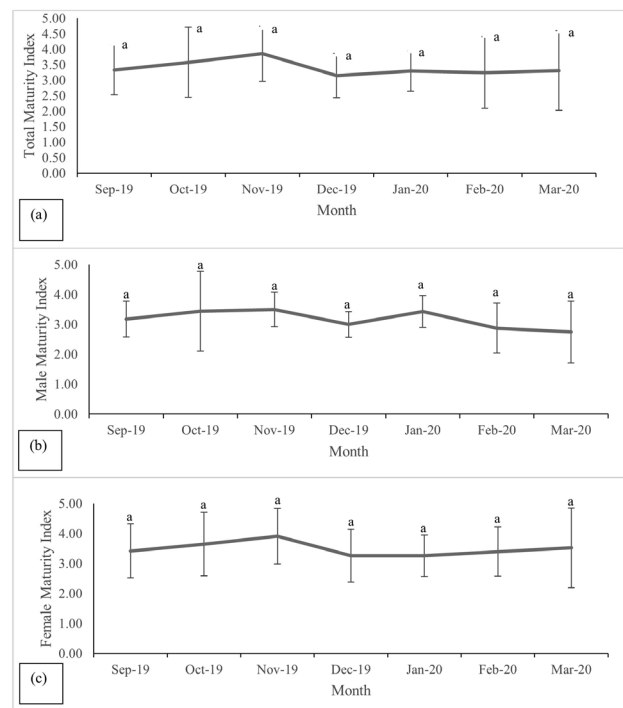 Total Maturity Index
5.00
4.50
4.00
3.50
3.00
2.50
2.00
1.50
1.00
0.50
0.00
a a a a a a a
Sep-19 Oct-19 Nov-19 Dec-19 Jan-20 Feb-20 Mar-20
Month
(a)
Male Maturity Index
5.00
4.00
3.00
2.00
1.00
0.00
a a a a a a a
Sep-19 Oct-19 Nov-19 Dec-19 Jan-20 Feb-20 Mar-20
Month
(b)
Female Maturity Index
5.00
4.00
3.00
2.00
1.00
0.00
a a a a a a a
Sep-19 Oct-19 Nov-19 Dec-19 Jan-20 Feb-20 Mar-20
Month
(c)